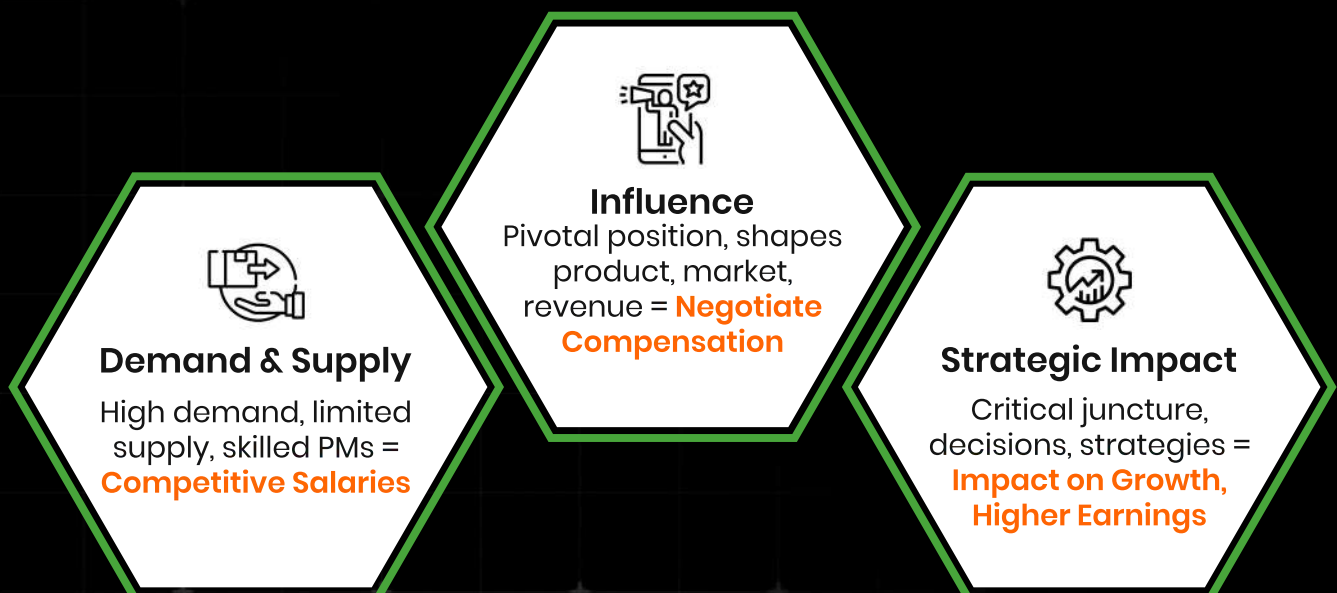 Demand & Supply
High demand, limited
supply, skilled PMs =
Competitive Salaries
Influence
Pivotal position, shapes
product, market,
revenue = Negotiate
Compensation
Strategic Impact
Critical juncture,
decisions, strategies =
Impact on Growth,
Higher Earnings